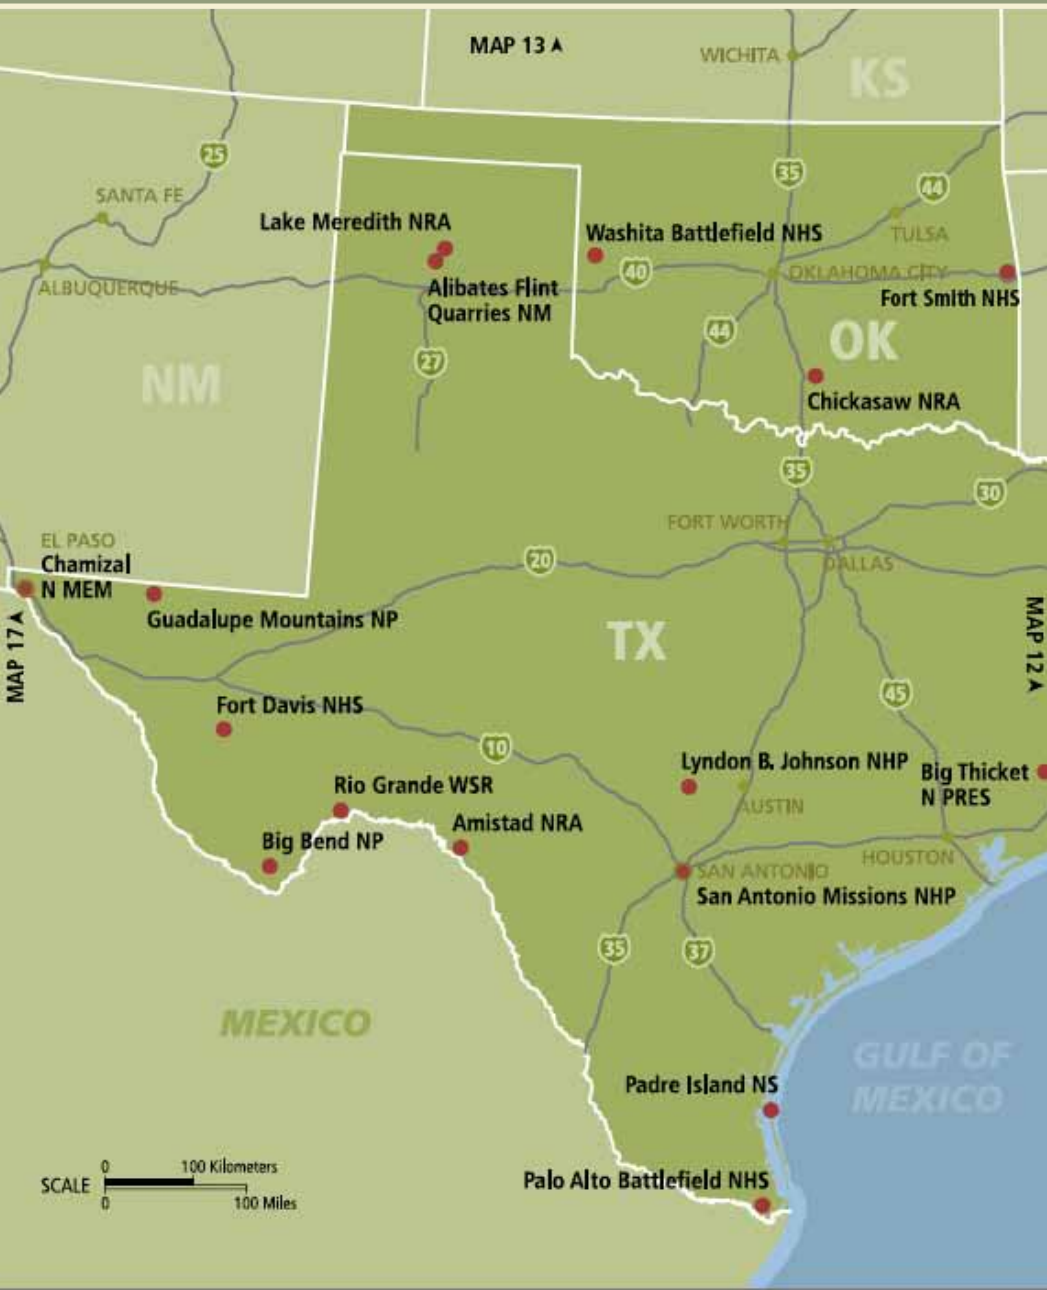 MAP 13
WICHITA
KS
25
35
44
SANTA FE
Lake Meredith NRA
Washita Battlefield NHS
TULSA
40
OKLAHOMA CITY
ALBUQUERQUE
Alibates Flint
Quarries NM
Fort Smith NHS
44
OK
27
NM
Chickasaw NRA
35
30
FORT WORTH
EL PASO
Chamizal
N MEM
20
DALLAS
Guadalupe Mountains NP
MAP 17
TX
MAP 12
45
Fort Davis NHS
10
Lyndon B. Johnson NHP
Big Thicket
N PRES
Rio Grande WSR
AUSTIN
Amistad NRA
Big Bend NP
HOUSTON
SAN ANTONIO
San Antonio Missions NHP
35
37
MEXICO
GULF OF
MEXICO
Padre Island NS
0 100 Kilometers
SCALE
0 100 Miles
Palo Alto Battlefield NHS